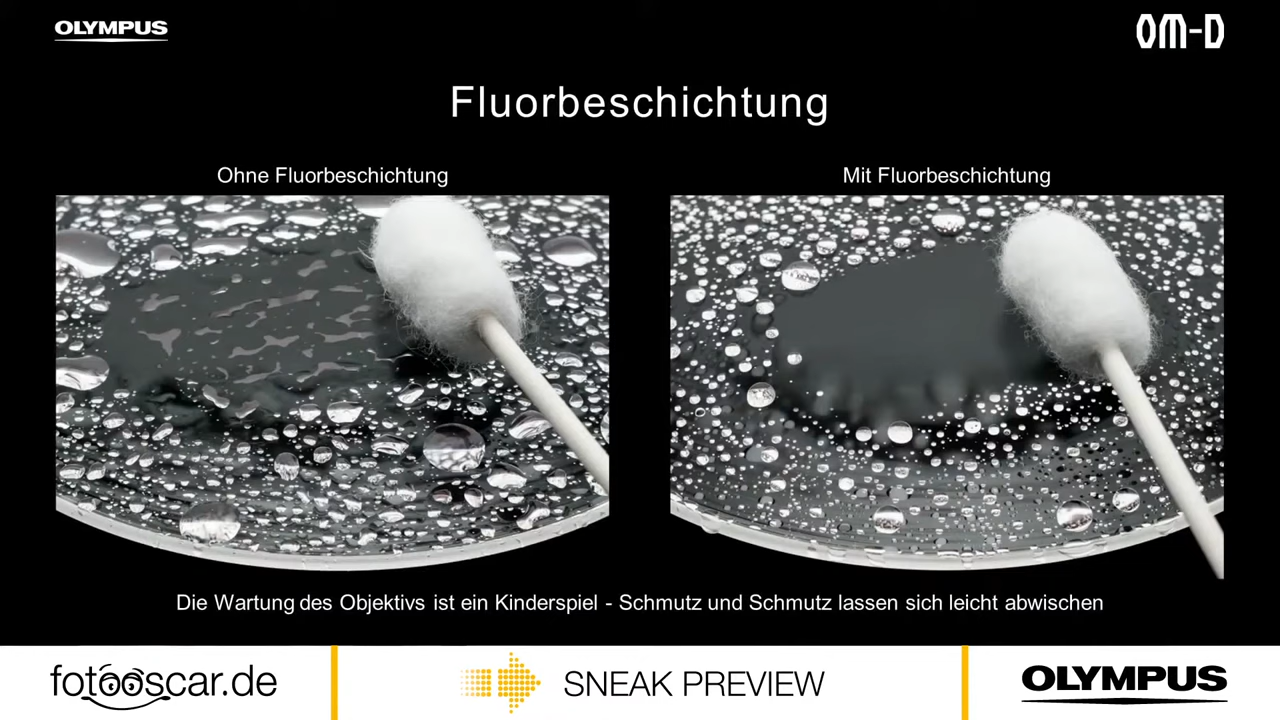 OLYMPUS
OM-D
Fluorbeschichtung
Ohne Fluorbeschichtung
Mit Fluorbeschichtung
Die Wartung des Objektivs ist ein Kinderspiel - Schmutz und Schmutz lassen sich leicht abwischen
fotooscar.de
SNEAK PREVIEW
OLYMPUS